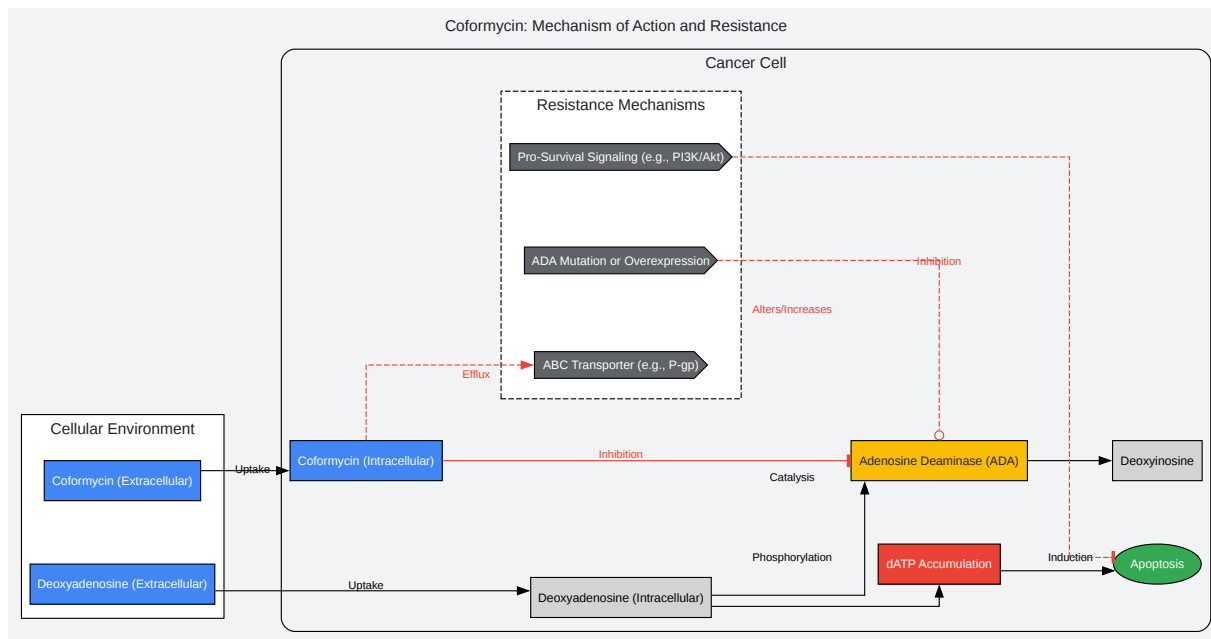 Coformycin: Mechanism of Action and Resistance
Cancer Cell
Resistance Mechanisms
Pro-Survival Signaling (e.g., PI3K/Akt)
ADA Mutation or Overexpression
Inhibition
Alters/Increases
ABC Transporter (e.g., P-gp)
Efflux
Cellular Environment
Coformycin (Extracellular)
Uptake
Coformycin (Intracellular)
Inhibition
Adenosine Deaminase (ADA)
Deoxyinosine
Catalysis
Phosphorylation
Deoxyadenosine (Extracellular)
Uptake
Deoxyadenosine (Intracellular)
dATP Accumulation
Induction
Apoptosis